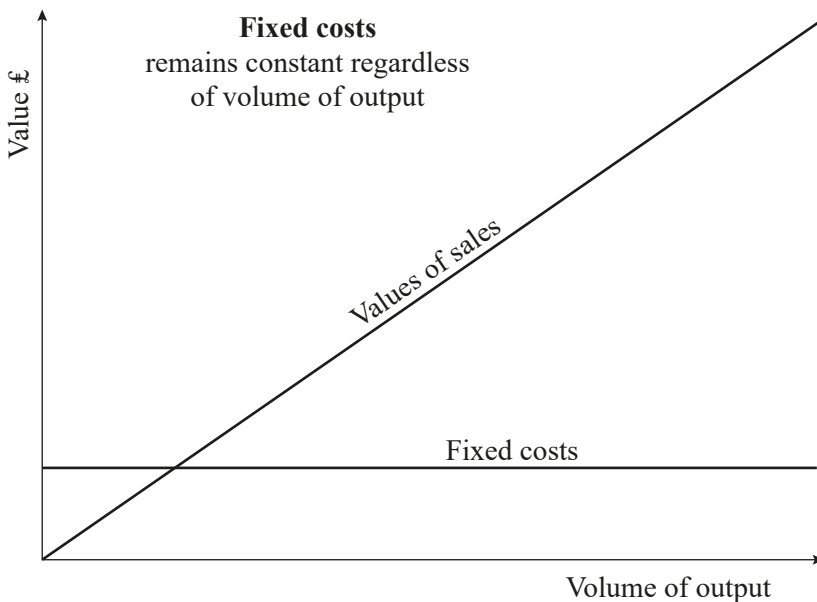 Fixed costs
remains constant regardless
of volume of output
Value £
Values of sales
Fixed costs
Volume of output